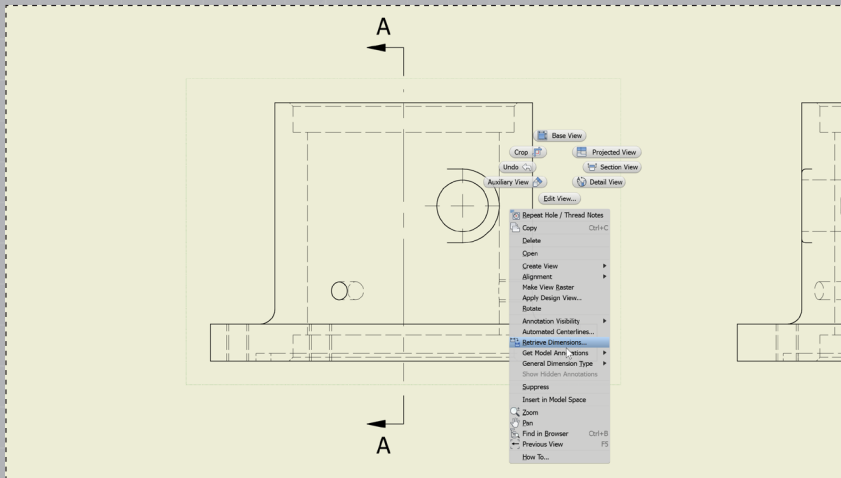 A
Base View
Crop
Projected View
Undo
Section View
Auxiliary View
Detail View
Edit View...
Repeat Hole / Thread Notes
Copy Ctrl+C
Delete
Open
Create View
Alignment
Make View Raster
Apply Design View...
Rotate
Annotation Visibility
Automated Centerlines...
Retrieve Dimensions...
Get Model Annotations
General Dimension Type
Show Hidden Annotations
Suppress
Insert in Model Space
Zoom
Pan
Find in Browser Ctrl+B
Previous View F5
How To...
A